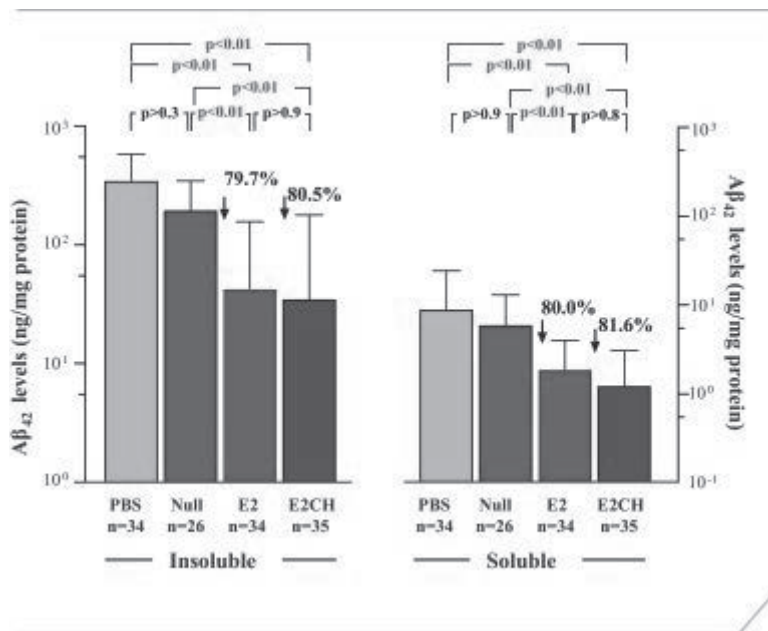 p<0.01
p<0.01
p<0.01
p>0.3 p<0.01 p>0.9
p<0.01
p<0.01
p<0.01
p>0.9 p<0.01 p>0.8
Aβ₄₂ levels (ng/mg protein)
10³
10²
10¹
10⁰
79.7%
80.5%
80.0%
81.6%
10³
10²
10¹
10⁰
10⁻¹
Aβ₄₂ levels (ng/mg protein)
PBS Null E2 E2CH
n=34 n=26 n=34 n=35
Insoluble
PBS Null E2 E2CH
n=34 n=26 n=34 n=35
Soluble